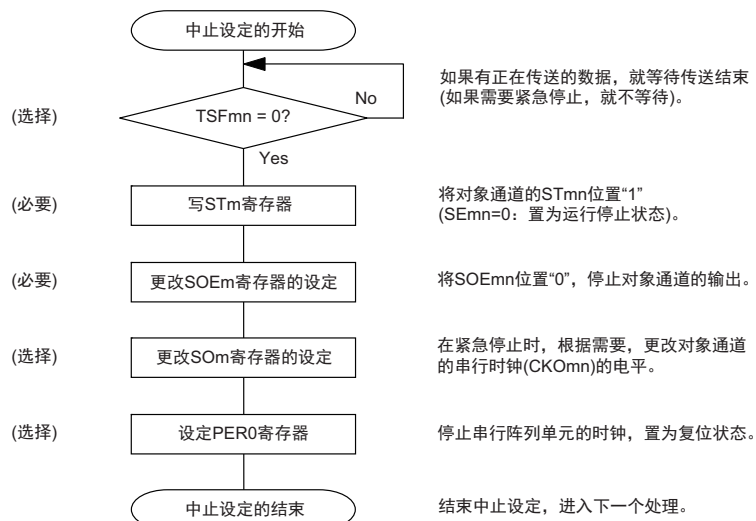 中止设定的开始
如果有正在传送的数据，就等待传送结束
(如果需要紧急停止，就不等待)。
(选择)
TSFmn = 0?
No
Yes
(必要)
写STm寄存器
将对象通道的STmn位置“1”
(SEmn=0：置为运行停止状态)。
(必要)
更改SOEm寄存器的设定
将SOEmn位置“0”，停止对象通道的输出。
(选择)
更改SOm寄存器的设定
在紧急停止时，根据需要，更改对象通道
的串行时钟(CKOmn)的电平。
(选择)
设定PER0寄存器
停止串行阵列单元的时钟，置为复位状态。
中止设定的结束
结束中止设定，进入下一个处理。